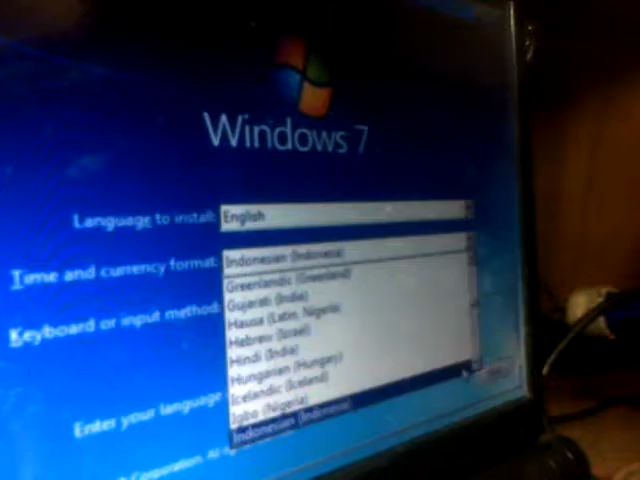 Windows 7
Language to install: English
Time and currency format: Indonesian (Indonesia)
Greenlandic (Greenland)
Gujarati (India)
Keyboard or input method:
Hausa (Latin, Nigeria)
Hebrew (Israel)
Hindi (India)
Hungarian (Hungary)
Icelandic (Iceland)
Igbo (Nigeria)
Enter your language
Indonesian (Indonesia)
Corporation. All